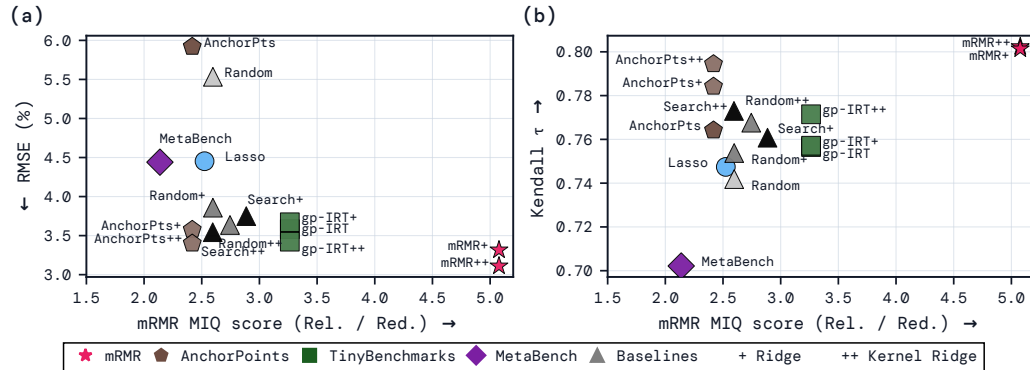 (a)
6.0
5.5
5.0
4.5
4.0
3.5
3.0
← RMSE (%)
AnchorPts
Random
MetaBench
Lasso
Random+
Search+
AnchorPts+
AnchorPts++
Random++
Search++
gp-IRT+
gp-IRT
gp-IRT++
mRMR+
mRMR++
1.5 2.0 2.5 3.0 3.5 4.0 4.5 5.0
mRMR MIQ score (Rel. / Red.) →
(b)
0.80
0.78
0.76
0.74
0.72
0.70
Kendall τ →
mRMR++
mRMR+
AnchorPts++
AnchorPts+
Search++
Random++
gp-IRT++
AnchorPts
Search+
gp-IRT+
gp-IRT
Lasso
Random+
Random
MetaBench
1.5 2.0 2.5 3.0 3.5 4.0 4.5 5.0
mRMR MIQ score (Rel. / Red.) →
mRMR AnchorPoints TinyBenchmarks MetaBench Baselines + Ridge ++ Kernel Ridge